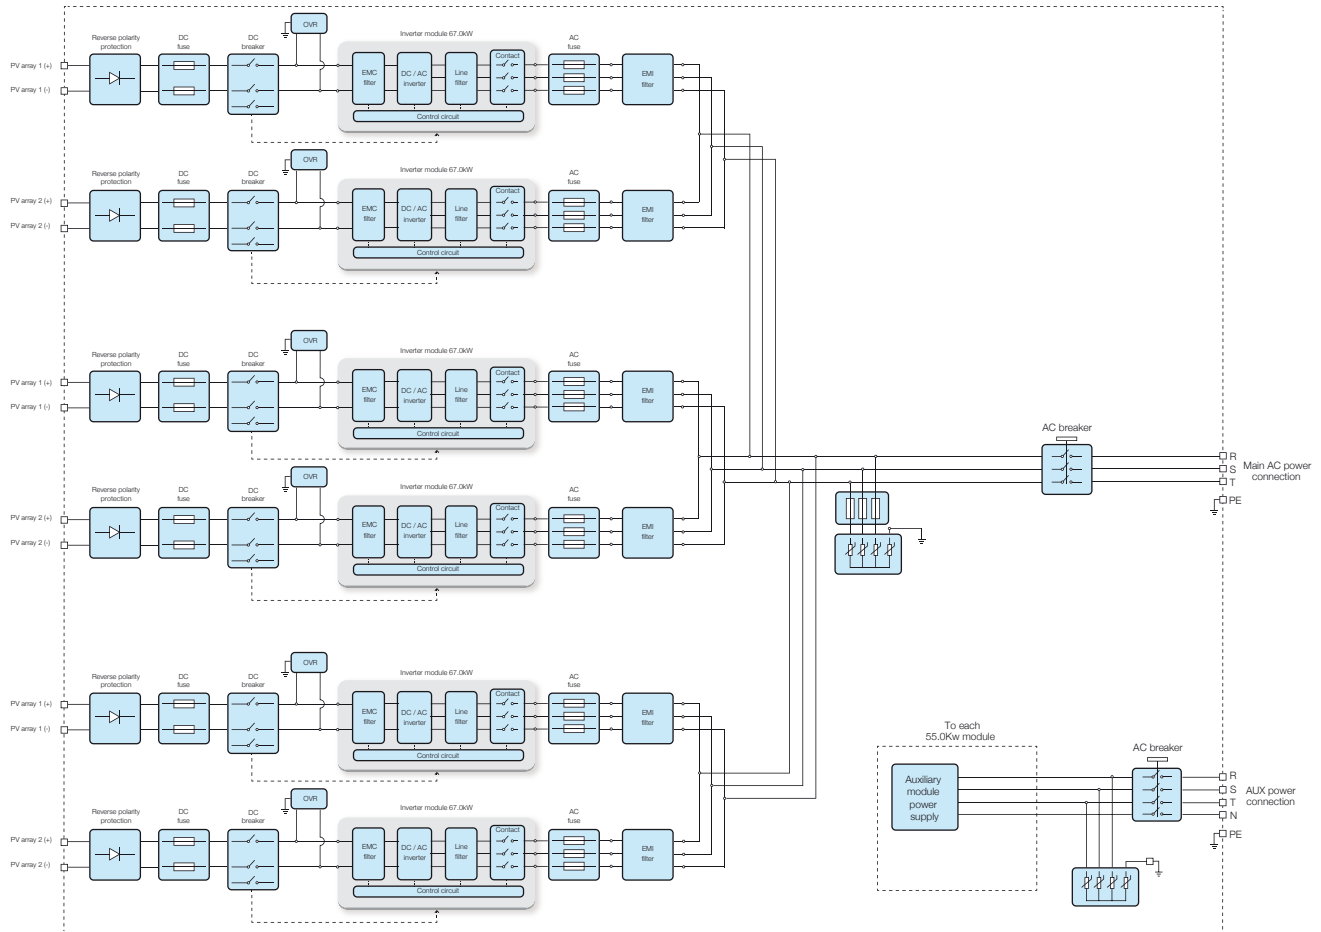 OVR
Reverse polarity
protection
DC
fuse
DC
breaker
Inverter module 67.0kW
AC
fuse
PV array 1 (+)
PV array 1 (-)
EMC
filter
DC / AC
inverter
Line
filter
Contact
EMI
filter
Control circuit
OVR
Reverse polarity
protection
DC
fuse
DC
breaker
Inverter module 67.0kW
AC
fuse
PV array 2 (+)
PV array 2 (-)
EMC
filter
DC / AC
inverter
Line
filter
Contact
EMI
filter
Control circuit
OVR
Reverse polarity
protection
DC
fuse
DC
breaker
Inverter module 67.0kW
AC
fuse
PV array 1 (+)
PV array 1 (-)
EMC
filter
DC / AC
inverter
Line
filter
Contact
EMI
filter
Control circuit
AC breaker
R
S
T
Main AC power
connection
PE
OVR
Reverse polarity
protection
DC
fuse
DC
breaker
Inverter module 67.0kW
AC
fuse
PV array 2 (+)
PV array 2 (-)
EMC
filter
DC / AC
inverter
Line
filter
Contact
EMI
filter
Control circuit
OVR
Reverse polarity
protection
DC
fuse
DC
breaker
Inverter module 67.0kW
AC
fuse
PV array 1 (+)
PV array 1 (-)
EMC
filter
DC / AC
inverter
Line
filter
Contact
EMI
filter
Control circuit
To each
55.0Kw module
Auxiliary
module
power
supply
AC breaker
R
S
T
N
AUX power
connection
PE
OVR
Reverse polarity
protection
DC
fuse
DC
breaker
Inverter module 67.0kW
AC
fuse
PV array 2 (+)
PV array 2 (-)
EMC
filter
DC / AC
inverter
Line
filter
Contact
EMI
filter
Control circuit